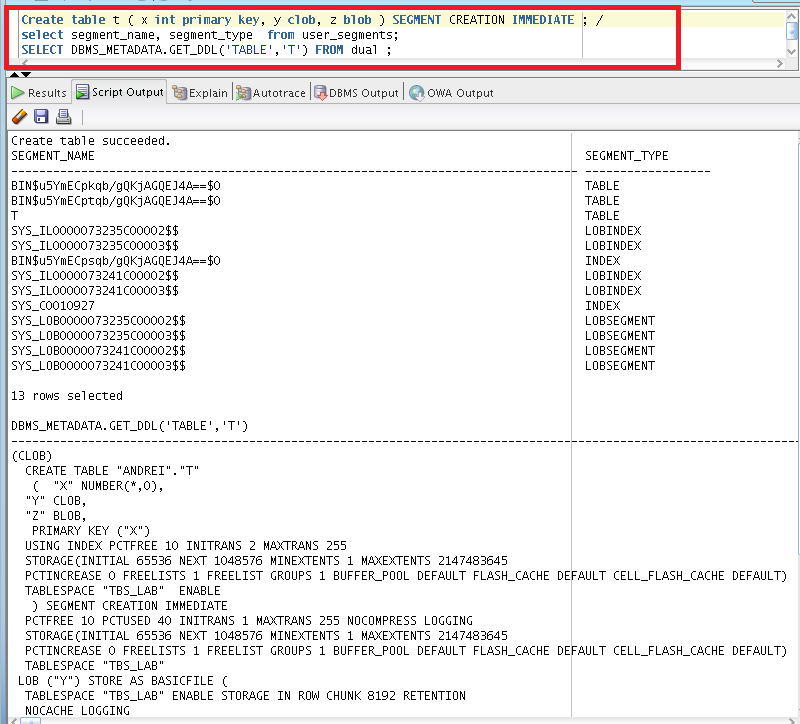 Create table t ( x int primary key, y clob, z blob ) SEGMENT CREATION IMMEDIATE ; /
select segment_name, segment_type  from user_segments;
SELECT DBMS_METADATA.GET_DDL('TABLE','T') FROM dual ;
Results Script Output Explain Autotrace DBMS Output OWA Output
Create table succeeded.
SEGMENT_NAME SEGMENT_TYPE
--------------------------------------------------------------------------------- ------------------
BIN$u5YmECpkqb/gQKjAGQEJ4A==$0 TABLE
BIN$u5YmECptqb/gQKjAGQEJ4A==$0 TABLE
T TABLE
SYS_IL0000073235C00002$$ LOBINDEX
SYS_IL0000073235C00003$$ LOBINDEX
BIN$u5YmECpsqb/gQKjAGQEJ4A==$0 INDEX
SYS_IL0000073241C00002$$ LOBINDEX
SYS_IL0000073241C00003$$ LOBINDEX
SYS_C0010927 INDEX
SYS_LOB0000073235C00002$$ LOBSEGMENT
SYS_LOB0000073235C00003$$ LOBSEGMENT
SYS_LOB0000073241C00002$$ LOBSEGMENT
SYS_LOB0000073241C00003$$ LOBSEGMENT
13 rows selected
DBMS_METADATA.GET_DDL('TABLE','T')
----------------------------------------------------------------------------------------------------------------
(CLOB)
CREATE TABLE "ANDREI"."T"
(  "X" NUMBER(*,0),
"Y" CLOB,
"Z" BLOB,
PRIMARY KEY ("X")
USING INDEX PCTFREE 10 INITRANS 2 MAXTRANS 255
STORAGE(INITIAL 65536 NEXT 1048576 MINEXTENTS 1 MAXEXTENTS 2147483645
PCTINCREASE 0 FREELISTS 1 FREELIST GROUPS 1 BUFFER_POOL DEFAULT FLASH_CACHE DEFAULT CELL_FLASH_CACHE DEFAULT)
TABLESPACE "TBS_LAB"  ENABLE
) SEGMENT CREATION IMMEDIATE
PCTFREE 10 PCTUSED 40 INITRANS 1 MAXTRANS 255 NOCOMPRESS LOGGING
STORAGE(INITIAL 65536 NEXT 1048576 MINEXTENTS 1 MAXEXTENTS 2147483645
PCTINCREASE 0 FREELISTS 1 FREELIST GROUPS 1 BUFFER_POOL DEFAULT FLASH_CACHE DEFAULT CELL_FLASH_CACHE DEFAULT)
TABLESPACE "TBS_LAB"
LOB ("Y") STORE AS BASICFILE (
TABLESPACE "TBS_LAB" ENABLE STORAGE IN ROW CHUNK 8192 RETENTION
NOCACHE LOGGING